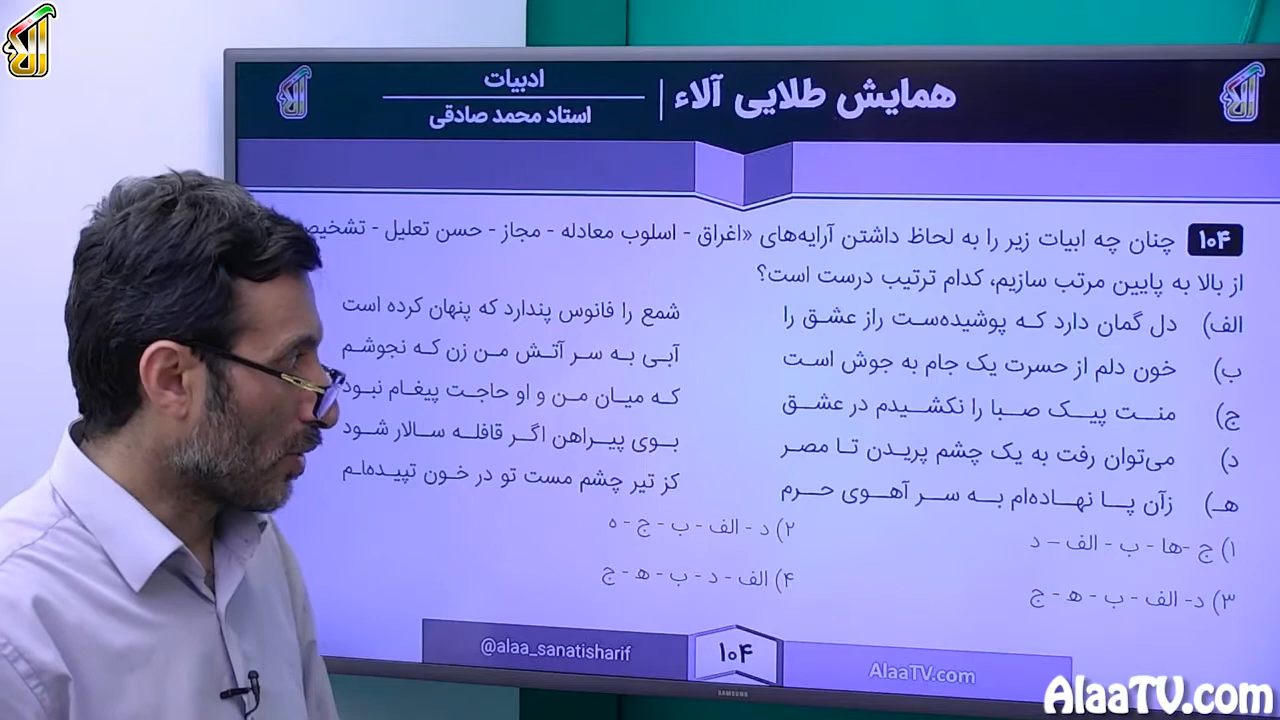 الا
همایش طلایی آلاء
ادبیات
استاد محمد صادقی
۱۰۴ چنان چه ابیات زیر را به لحاظ داشتن آرایه‌های «اغراق - اسلوب معادله - مجاز - حسن تعلیل - تشخیص
از بالا به پایین مرتب سازیم، کدام ترتیب درست است؟
الف) دل گمان دارد که پوشیده‌ست راز عشق را شمع را فانوس پندارد که پنهان کرده است
ب) خون دلم از حسرت یک جام به جوش است آبی به سر آتش من زن که نجوشم
ج) منت پیک صبا را نکشیدم در عشق که میان من و او حاجت پیغام نبود
د) می‌توان رفت به یک چشم پریدن تا مصر بوی پیراهن اگر قافله سالار شود
هـ) زآن پا نهاده‌ام به سر آهوی حرم کز تیر چشم مست تو در خون تپیده‌ام
۱) ج -ها - ب - الف – د ۲) د - الف - ب - ج - ه
۳) د- الف - ب - ه - ج ۴) الف - د - ب - ه - ج
@alaa_sanatisharif ۱۰۴ AlaaTV.com
SAMSUNG
AlaaTV.com